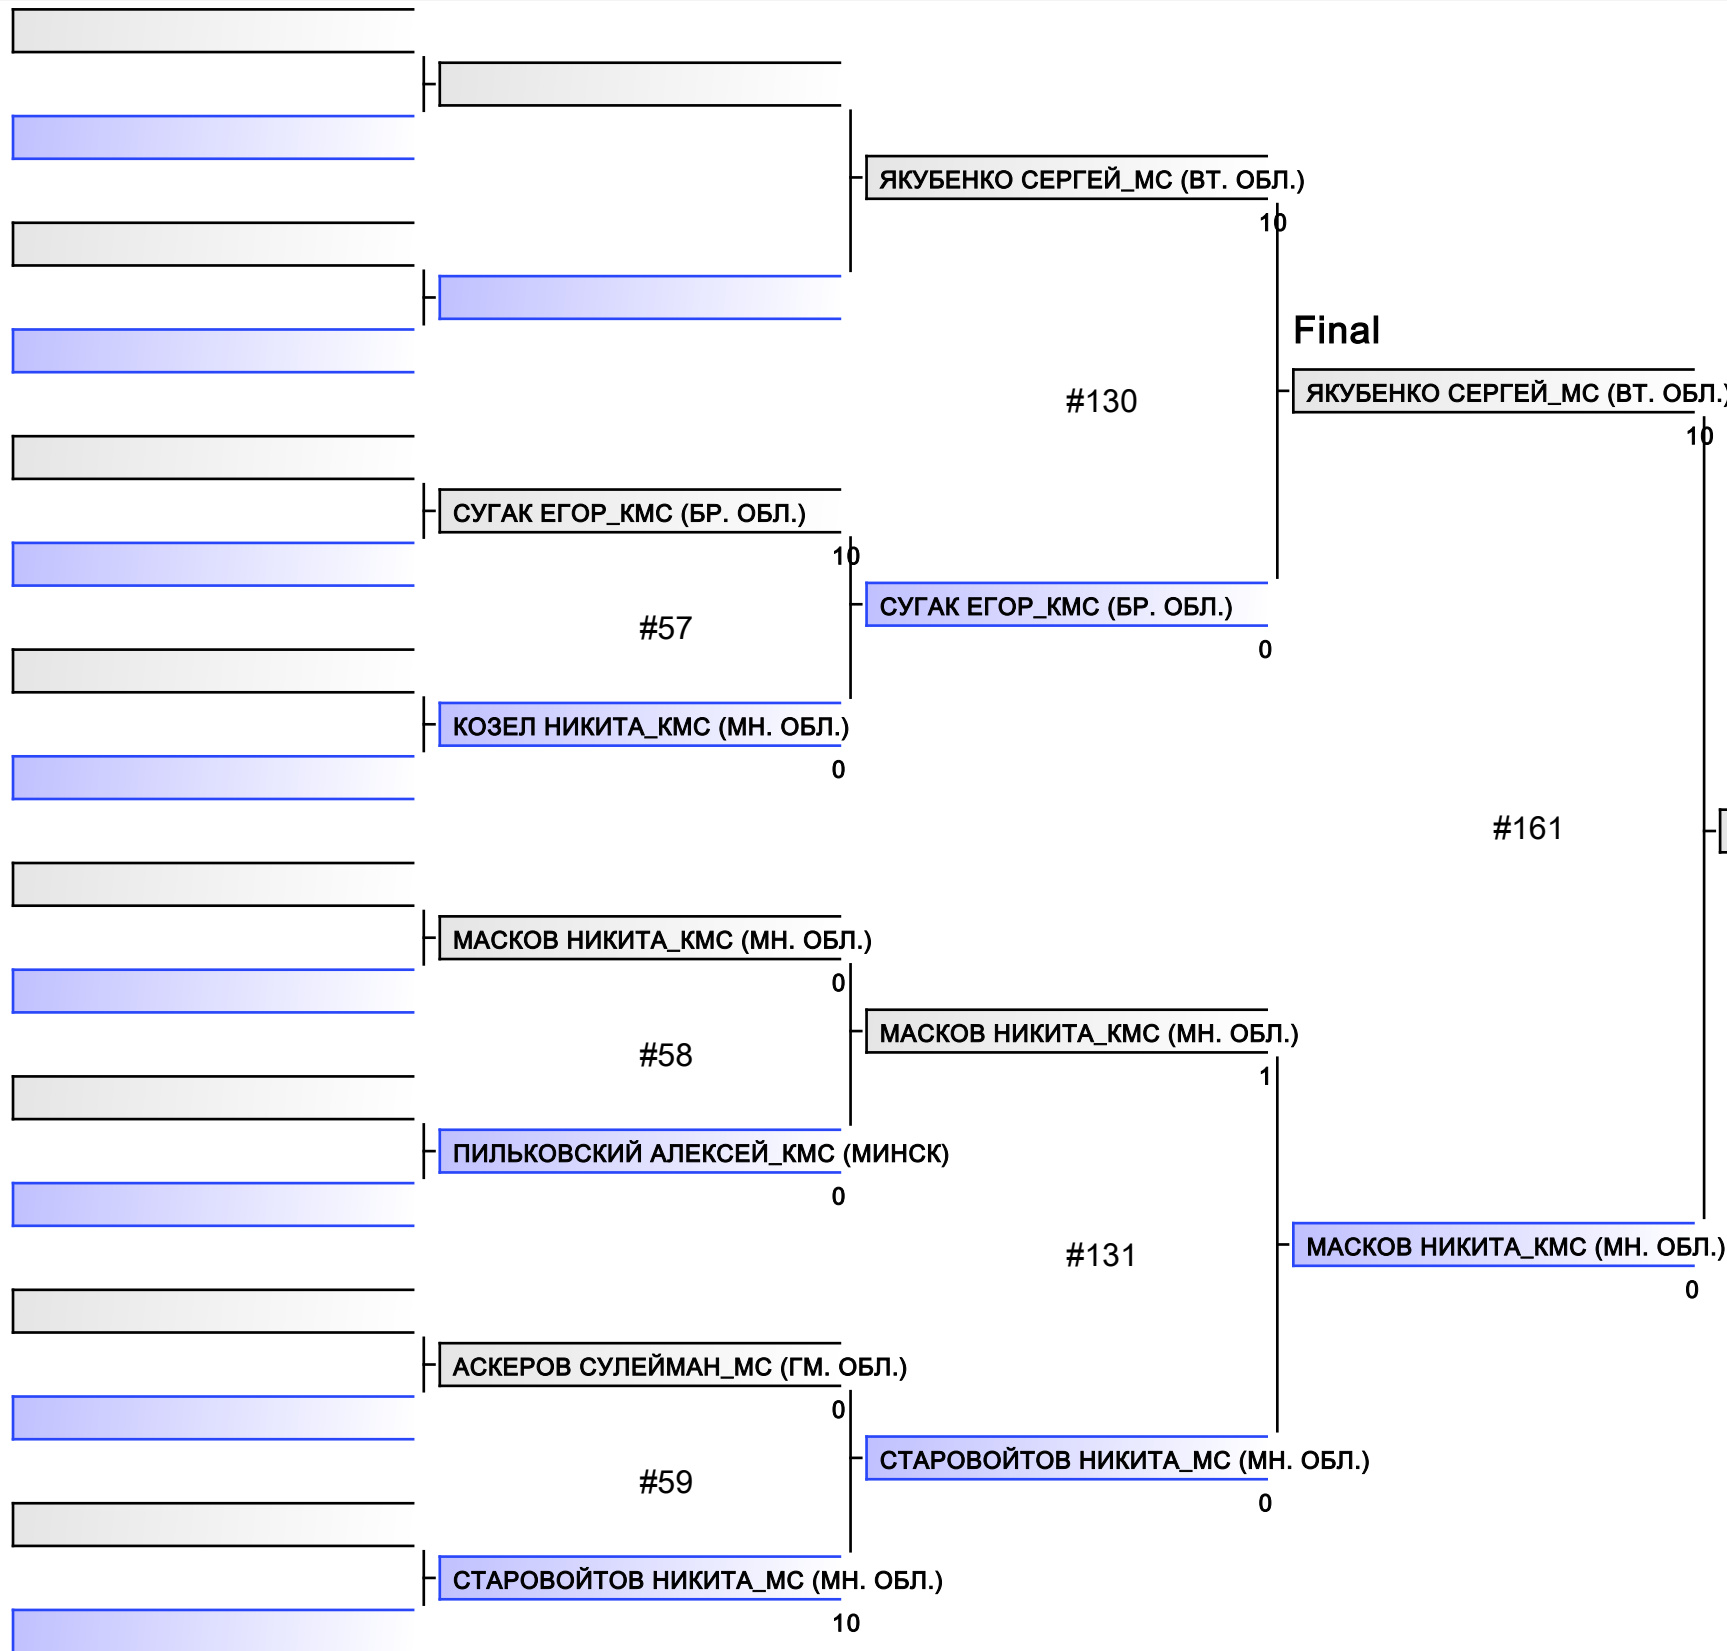 ЯКУБЕНКО СЕРГЕЙ_МС (ВТ. ОБЛ.)
10
Final
#130
ЯКУБЕНКО СЕРГЕЙ_МС (ВТ. ОБЛ.)
10
СУГАК ЕГОР_КМС (БР. ОБЛ.)
10
СУГАК ЕГОР_КМС (БР. ОБЛ.)
0
#57
КОЗЕЛ НИКИТА_КМС (МН. ОБЛ.)
0
#161
МАСКОВ НИКИТА_КМС (МН. ОБЛ.)
0
МАСКОВ НИКИТА_КМС (МН. ОБЛ.)
1
#58
ПИЛЬКОВСКИЙ АЛЕКСЕЙ_КМС (МИНСК)
0
#131
МАСКОВ НИКИТА_КМС (МН. ОБЛ.)
0
АСКЕРОВ СУЛЕЙМАН_МС (ГМ. ОБЛ.)
0
СТАРОВОЙТОВ НИКИТА_МС (МН. ОБЛ.)
0
#59
СТАРОВОЙТОВ НИКИТА_МС (МН. ОБЛ.)
10